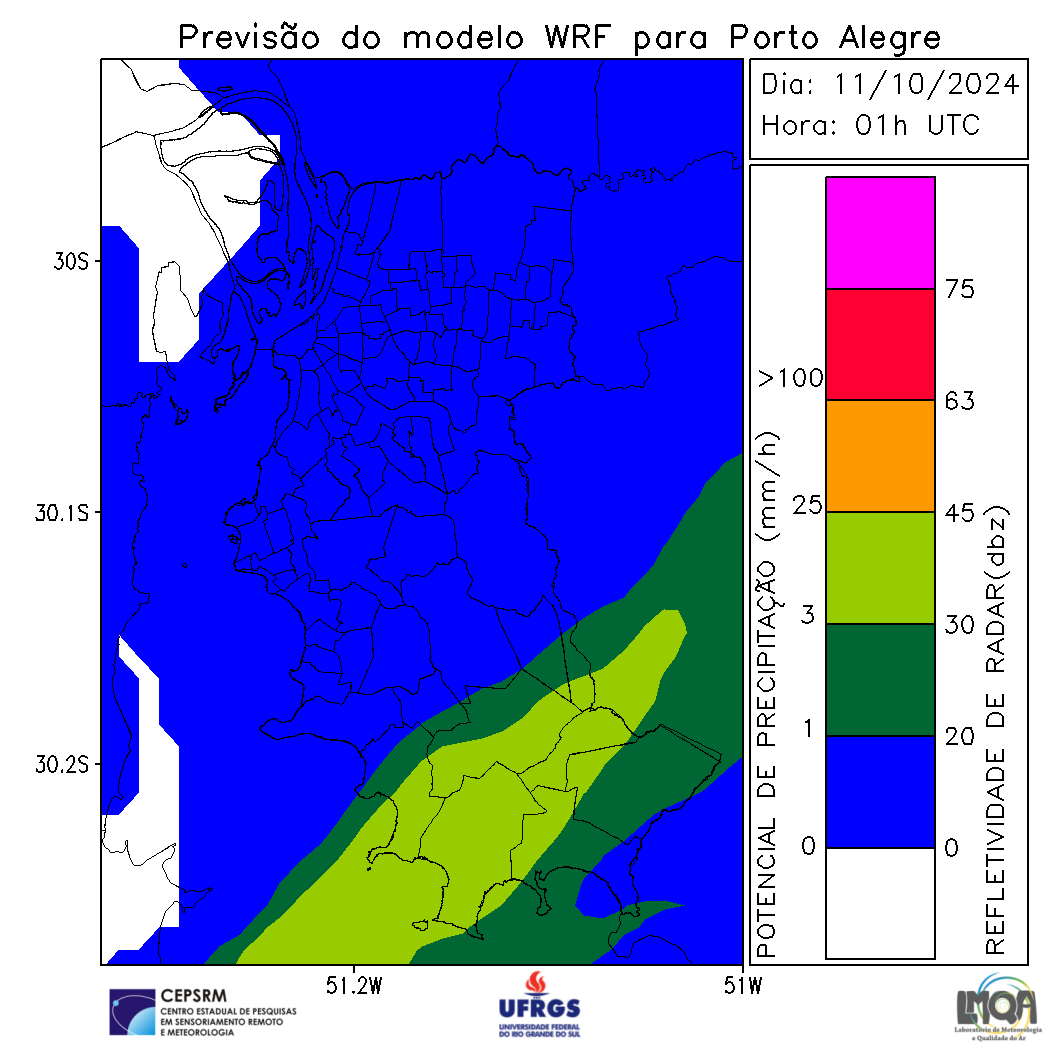 Previsão do modelo WRF para Porto Alegre
Dia: 11/10/2024
Hora: 01h UTC
30S
30.1S
30.2S
51.2W
51W
POTENCIAL DE PRECIPITAÇÃO (mm/h)
>100
25
3
1
0
75
63
45
30
20
0
REFLETIVIDADE DE RADAR(dbz)
CEPSRM
CENTRO ESTADUAL DE PESQUISAS
EM SENSORIAMENTO REMOTO
E METEOROLOGIA
UFRGS
UNIVERSIDADE FEDERAL
DO RIO GRANDE DO SUL
LMQA
Laboratório de Meteorologia
e Qualidade do Ar